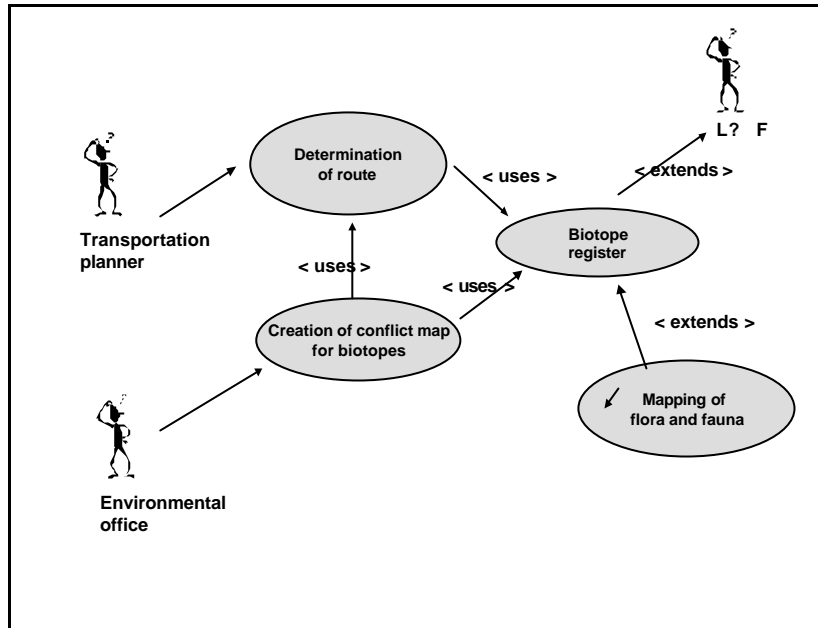 L? F
Determination
of route
< uses >
< extends >
Transportation
planner
Biotope
register
< uses >
< uses >
Creation of conflict map
for biotopes
< extends >
Mapping of
flora and fauna
Environmental
office